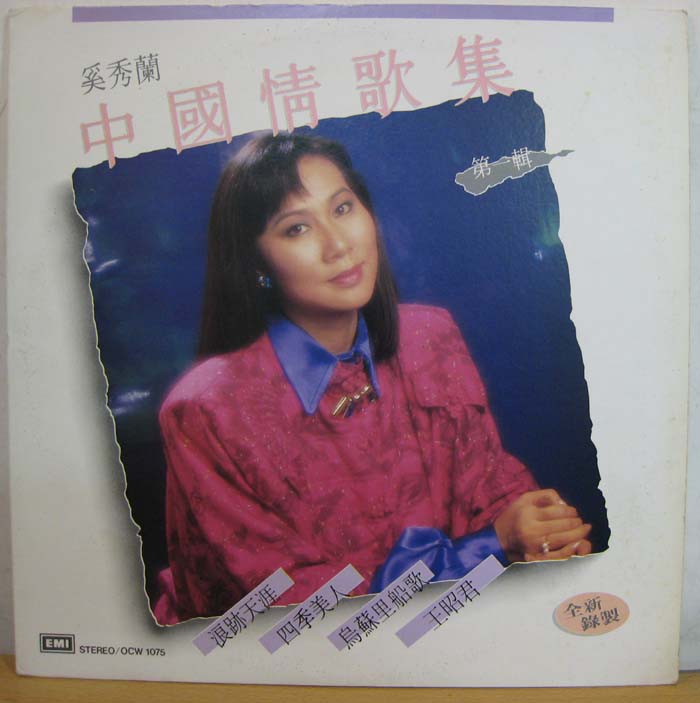 奚秀蘭
中國情歌集
第一輯
浪跡天涯
四季美人
烏蘇里船歌
王昭君
全新
錄製
EMI STEREO/OCW 1075